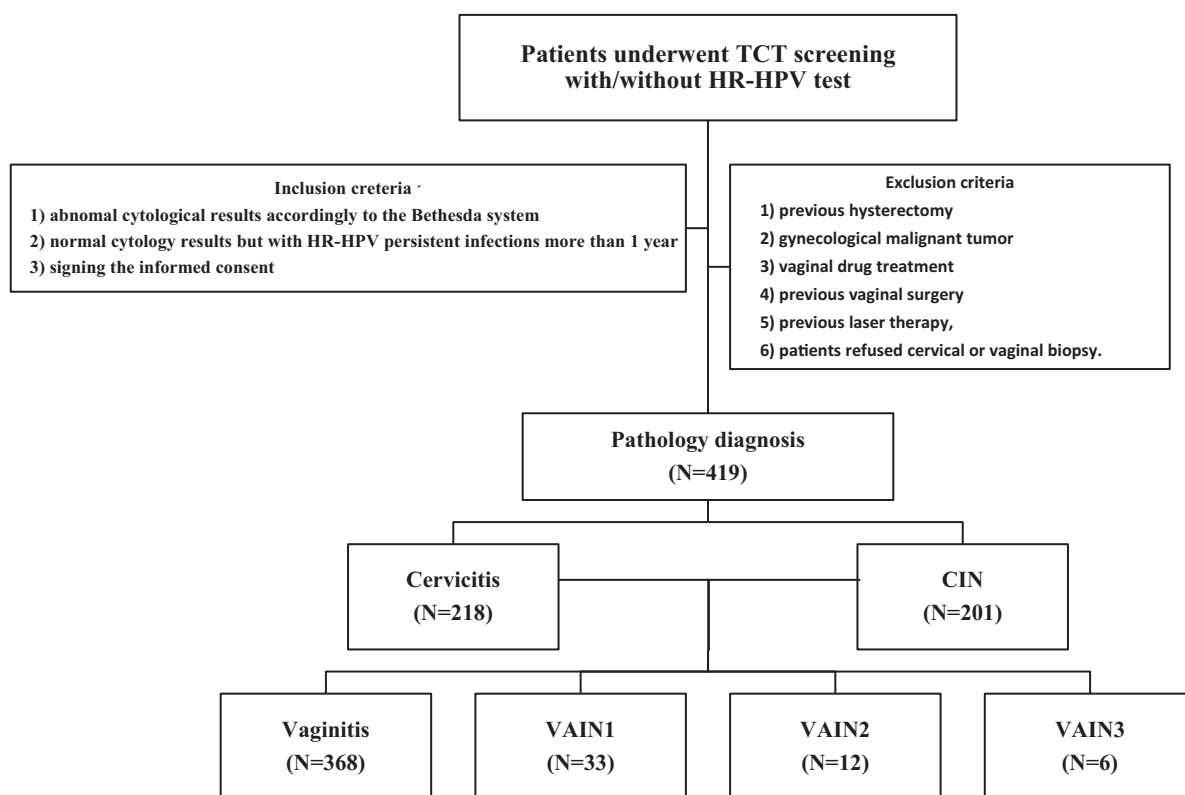 Patients underwent TCT screening
with/without HR-HPV test
Inclusion creteria
1) abnomal cytological results accordingly to the Bethesda system
2) normal cytology results but with HR-HPV persistent infections more than 1 year
3) signing the informed consent
Exclusion criteria
1) previous hysterectomy
2) gynecological malignant tumor
3) vaginal drug treatment
4) previous vaginal surgery
5) previous laser therapy,
6) patients refused cervical or vaginal biopsy.
Pathology diagnosis
(N=419)
Cervicitis
(N=218)
CIN
(N=201)
Vaginitis
(N=368)
VAIN1
(N=33)
VAIN2
(N=12)
VAIN3
(N=6)